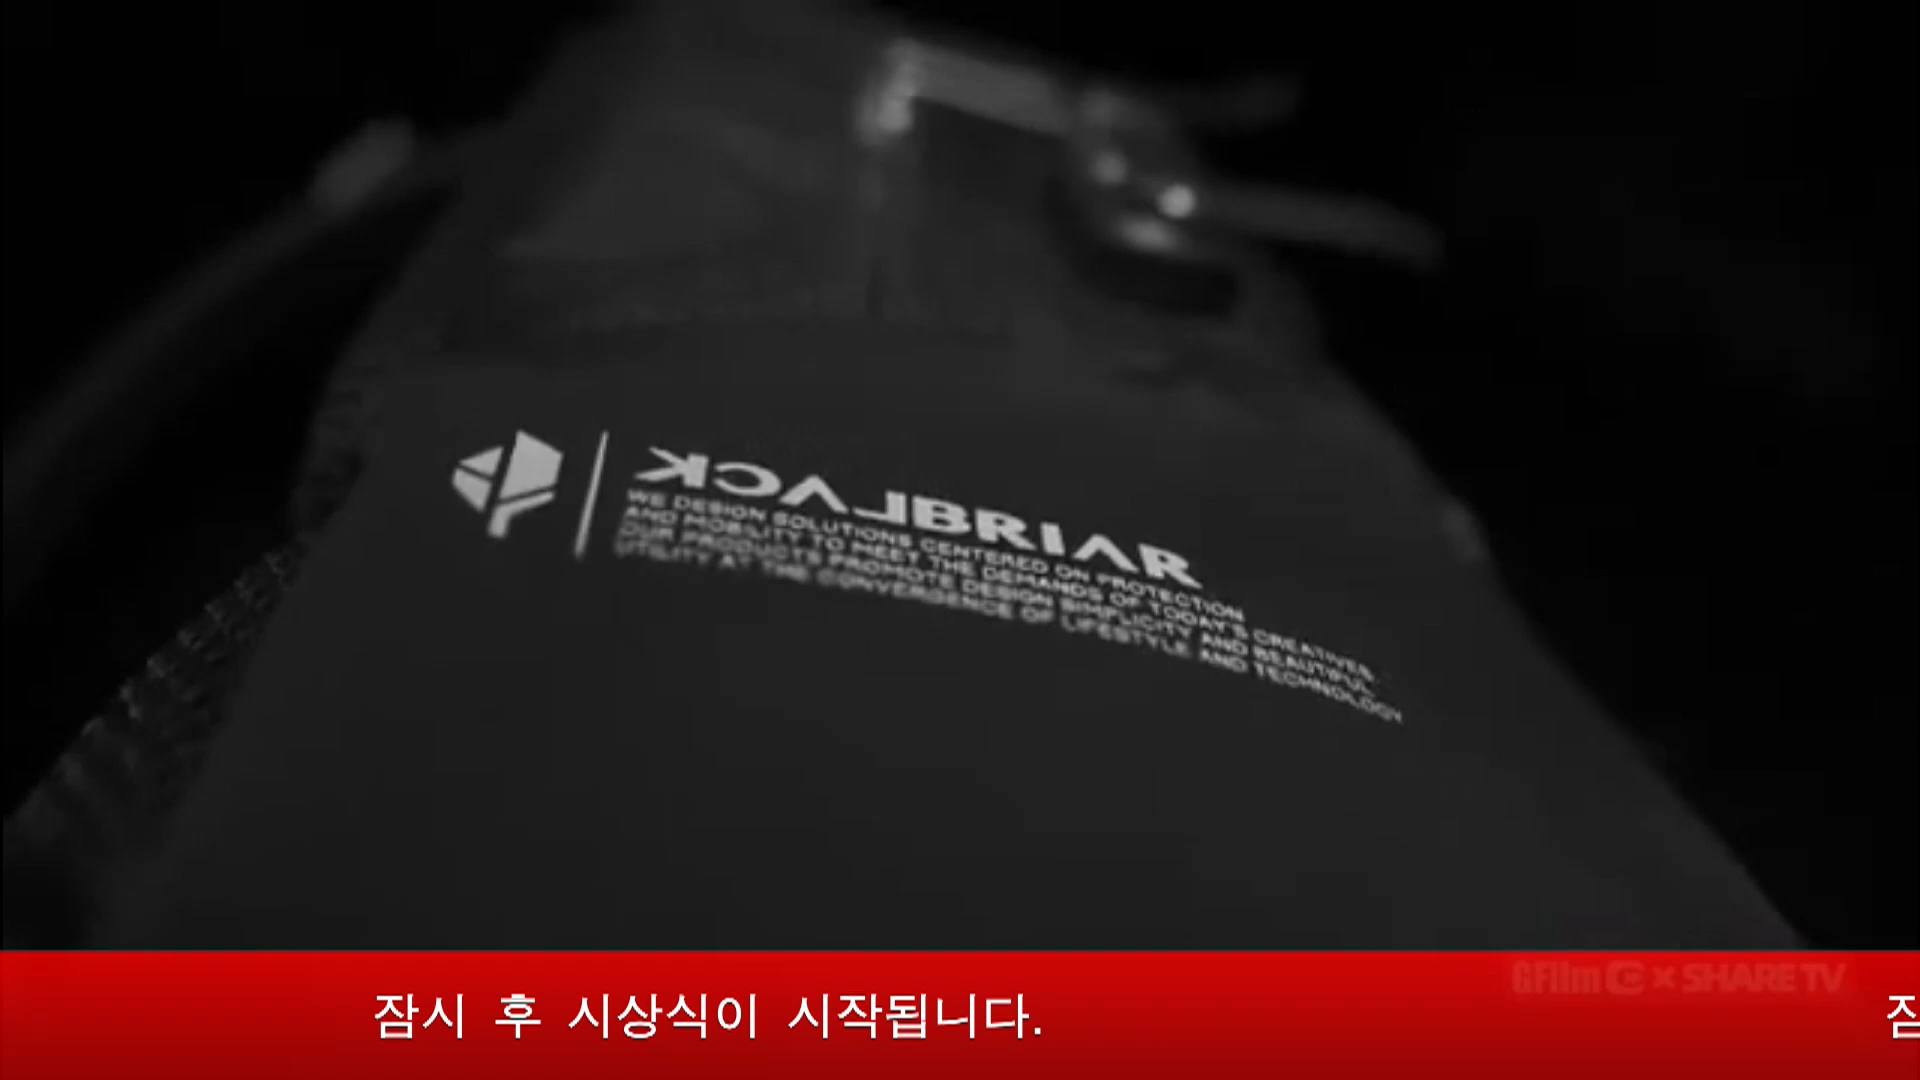 BLACKBRIAR
WE DESIGN SOLUTIONS CENTERED ON PROTECTION
AND MOBILITY TO MEET THE DEMANDS OF TODAY'S CREATIVES.
OUR PRODUCTS PROMOTE DESIGN SIMPLICITY AND BEAUTIFUL
UTILITY AT THE CONVERGENCE OF LIFESTYLE AND TECHNOLOGY
GFilm C × SHARE TV
잠시 후 시상식이 시작됩니다. 잠